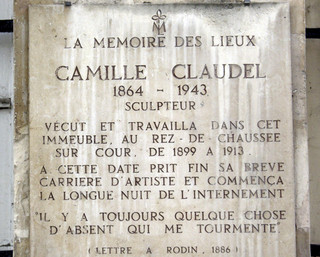 LA MEMOIRE DES LIEUX
CAMILLE CLAUDEL
1864 - 1943
SCULPTEUR
VÉCUT ET TRAVAILLA DANS CET
IMMEUBLE, AU REZ-DE-CHAUSSÉE
SUR COUR, DE 1899 A 1913
A CETTE DATE PRIT FIN SA BRÈVE
CARRIERE D'ARTISTE ET COMMENÇA
LA LONGUE NUIT DE L'INTERNEMENT
"IL Y A TOUJOURS QUELQUE CHOSE
D'ABSENT QUI ME TOURMENTE"
(LETTRE A RODIN, 1886)